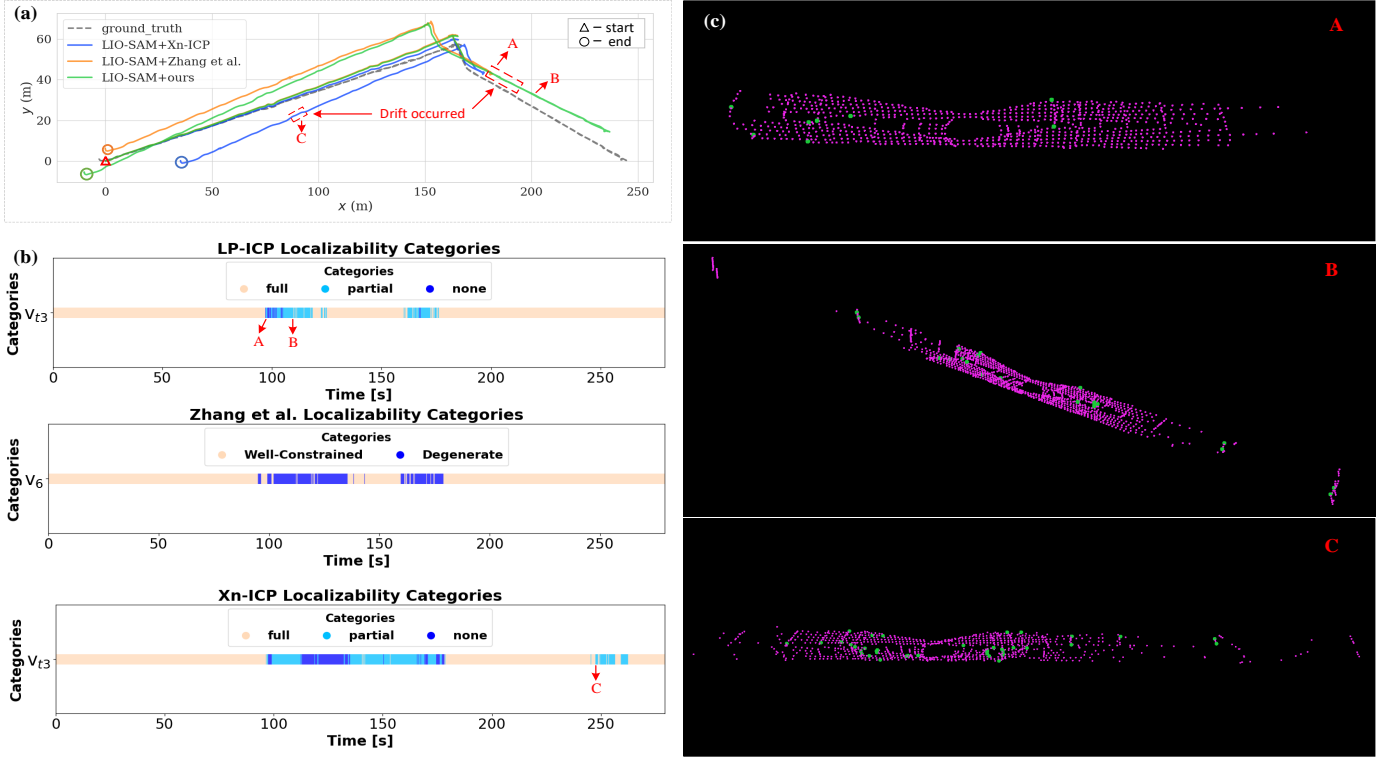 (a)
ground_truth
LIO-SAM+Xn-ICP
LIO-SAM+Zhang et al.
LIO-SAM+ours
− start
− end
A
B
C
Drift occurred
y (m)
60
40
20
0
0 50 100 150 200 250
x (m)
(b)
LP-ICP Localizability Categories
Categories
full partial none
Categories
v_{t3}
A B
0 50 100 150 200 250
Time [s]
Zhang et al. Localizability Categories
Categories
Well-Constrained Degenerate
Categories
v_6
0 50 100 150 200 250
Time [s]
Xn-ICP Localizability Categories
Categories
full partial none
Categories
v_{t3}
C
0 50 100 150 200 250
Time [s]
(c)
A
B
C